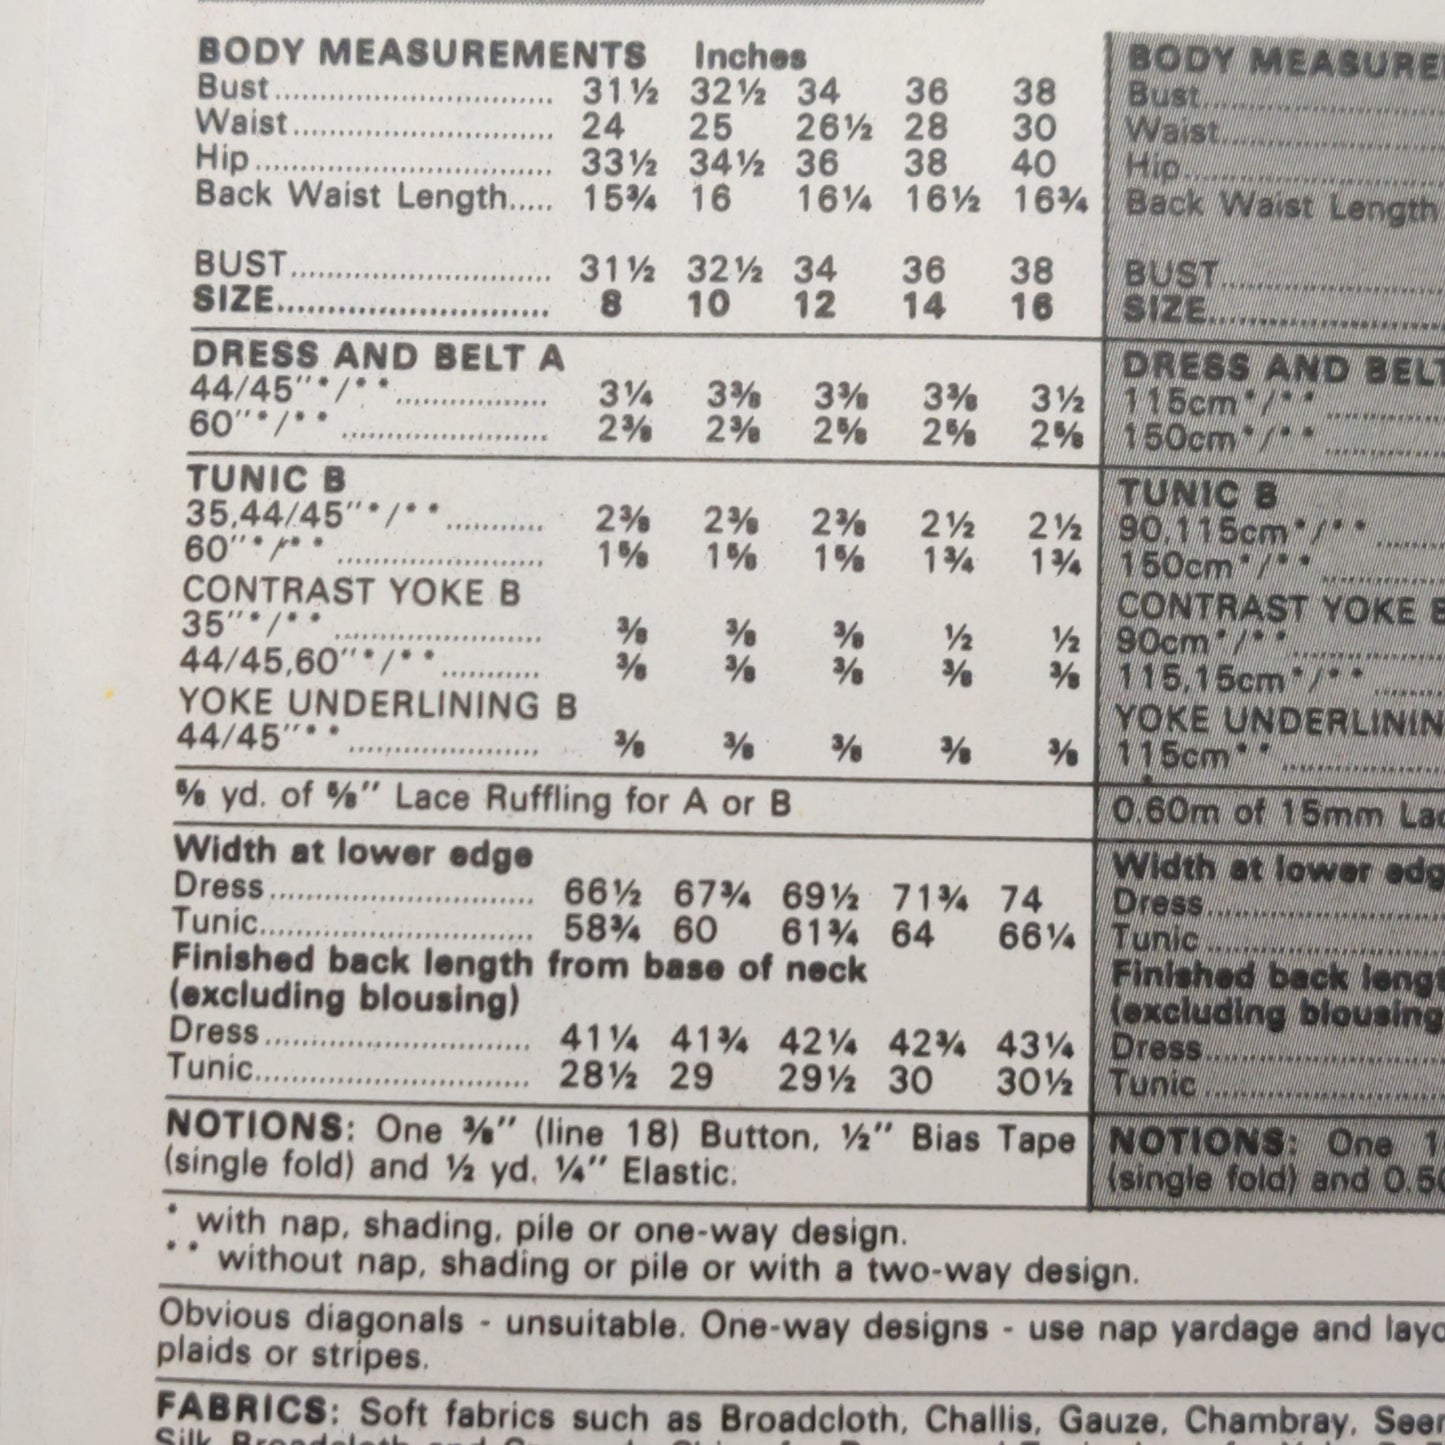 BODY MEASUREMENTS Inches
Bust 31½ 32½ 34 36 38
Waist 24 25 26½ 28 30
Hip 33½ 34½ 36 38 40
Back Waist Length 15¾ 16 16¼ 16½ 16¾
BUST 31½ 32½ 34 36 38
SIZE 8 10 12 14 16
DRESS AND BELT A
44/45"*/** 3¼ 3⅜ 3⅜ 3⅜ 3½
60"*/** 2⅜ 2⅜ 2⅝ 2⅝ 2⅝
TUNIC B
35,44/45"*/** 2⅜ 2⅜ 2⅜ 2½ 2½
60"*/** 1⅝ 1⅝ 1⅝ 1¾ 1¾
CONTRAST YOKE B
35"*/** ⅜ ⅜ ⅜ ½ ½
44/45,60"*/** ⅜ ⅜ ⅜ ⅜ ⅜
YOKE UNDERLINING B
44/45"** ⅜ ⅜ ⅜ ⅜ ⅜
⅝ yd. of ⅝" Lace Ruffling for A or B
Width at lower edge
Dress 66½ 67¾ 69½ 71¾ 74
Tunic 58¾ 60 61¾ 64 66¼
Finished back length from base of neck
(excluding blousing)
Dress 41¼ 41¾ 42¼ 42¾ 43¼
Tunic 28½ 29 29½ 30 30½
NOTIONS: One ⅜" (line 18) Button, ½" Bias Tape
(single fold) and ½ yd. ¼" Elastic.
* with nap, shading, pile or one-way design.
** without nap, shading or pile or with a two-way design.
Obvious diagonals - unsuitable. One-way designs - use nap yardage and
plaids or stripes.
FABRICS: Soft fabrics such as Broadcloth, Challis, Gauze, Chambray,
BODY
Bust
Waist
Hip
Back Waist Length
BUST
SIZE
DRESS AND BELT
115cm*/**
150cm*/**
TUNIC B
90,115cm*/**
150cm*/**
CONTRAST YOKE B
90cm*/**
115,15cm*/**
YOKE
115cm**
0.60m of 15mm
Width at lower
Dress
Tunic
Finished back
(excluding
Dress
Tunic
NOTIONS: One
(single fold) and